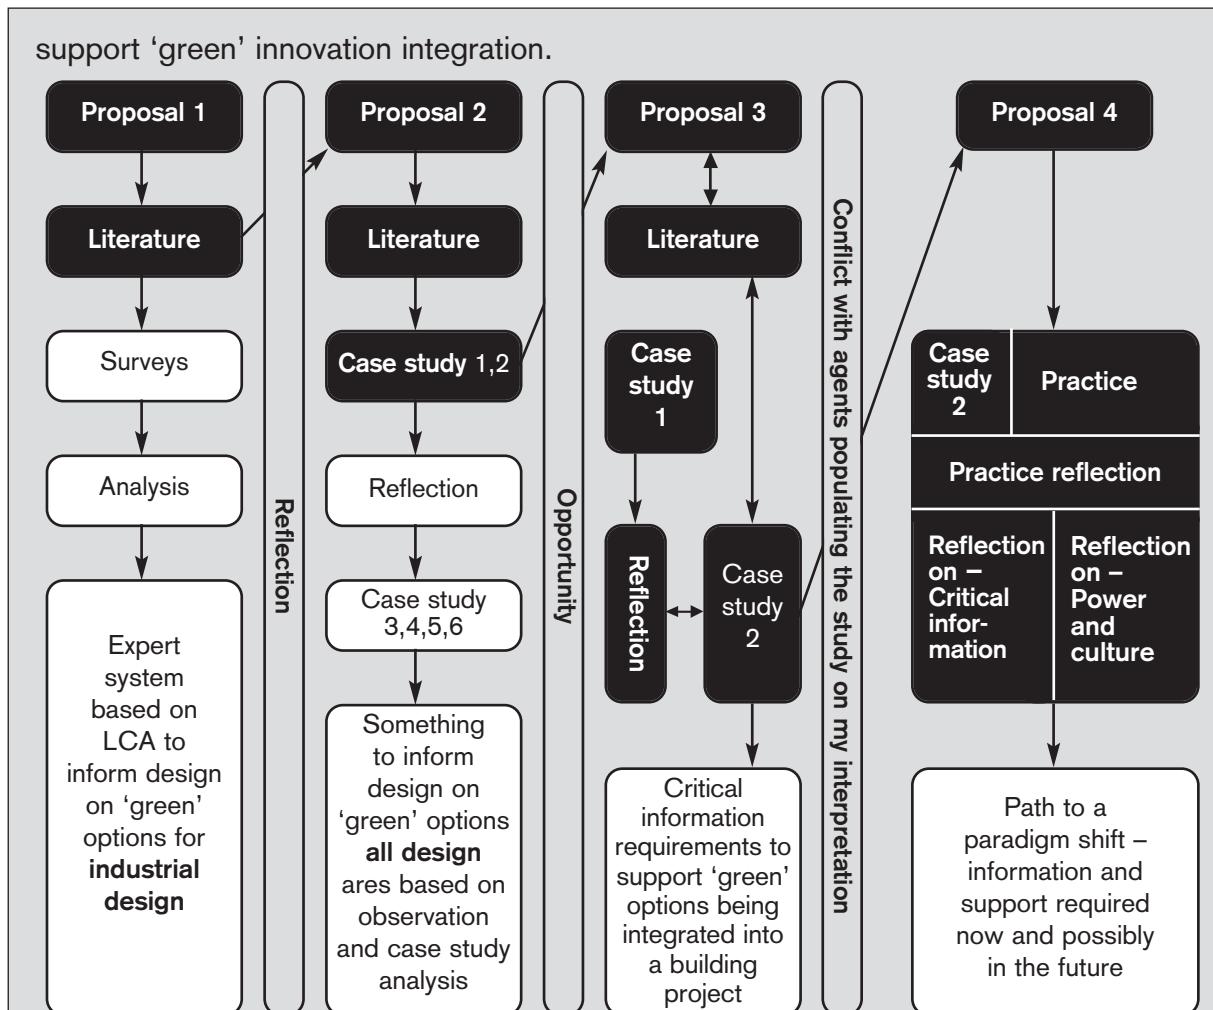 support ‘green’ innovation integration.
Proposal 1
Literature
Surveys
Analysis
Expert
system
based on
LCA to
inform design
on ‘green’
options for
industrial
design
Reflection
Proposal 2
Literature
Case study 1,2
Reflection
Case study
3,4,5,6
Something
to inform
design on
‘green’ options
all design
ares based on
observation
and case study
analysis
Opportunity
Proposal 3
Literature
Case
study
1
Reflection
Case
study
2
Critical
information
requirements to
support ‘green’
options being
integrated into
a building
project
Conflict with agents populating the study on my interpretation
Proposal 4
Case
study
2
Practice
Practice reflection
Reflection
on –
Critical
infor-
mation
Reflection
on –
Power
and
culture
Path to a
paradigm shift –
information and
support required
now and possibly
in the future